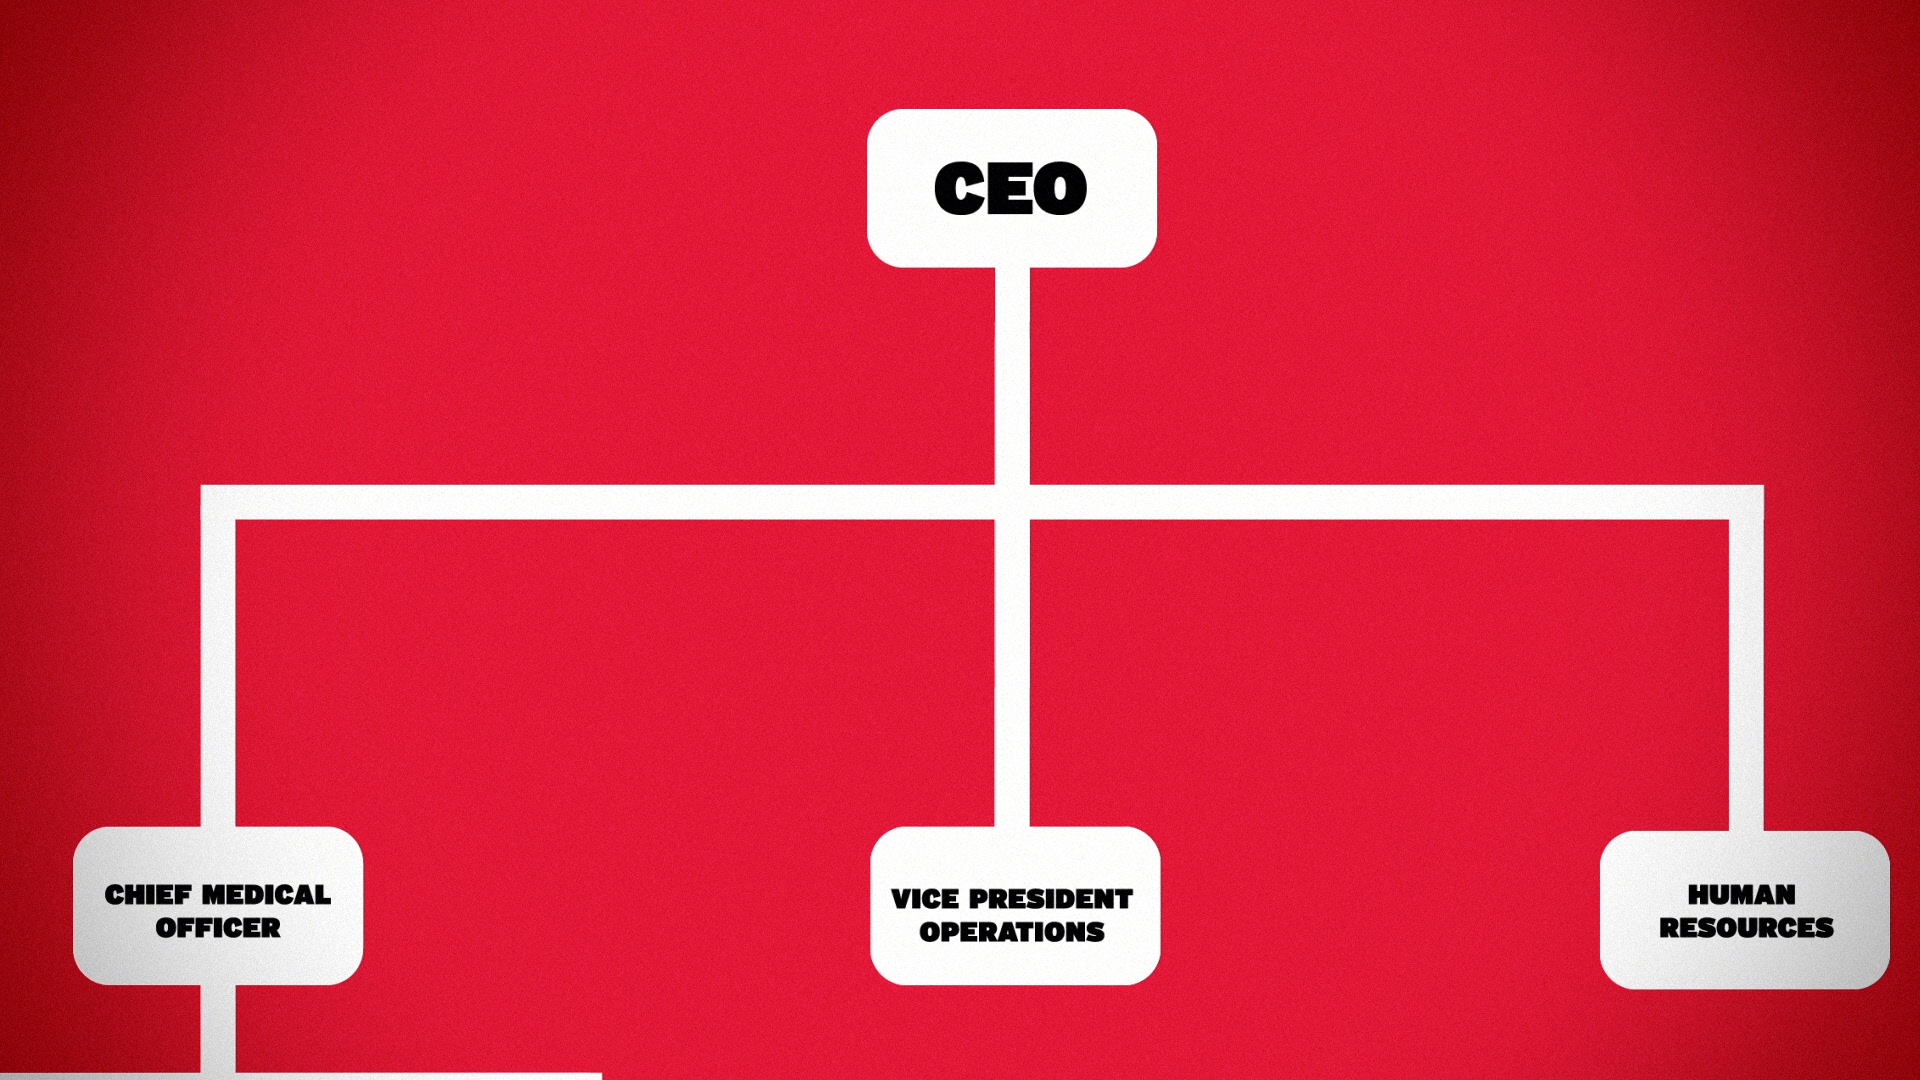 CEO
CHIEF MEDICAL
OFFICER
VICE PRESIDENT
OPERATIONS
HUMAN
RESOURCES